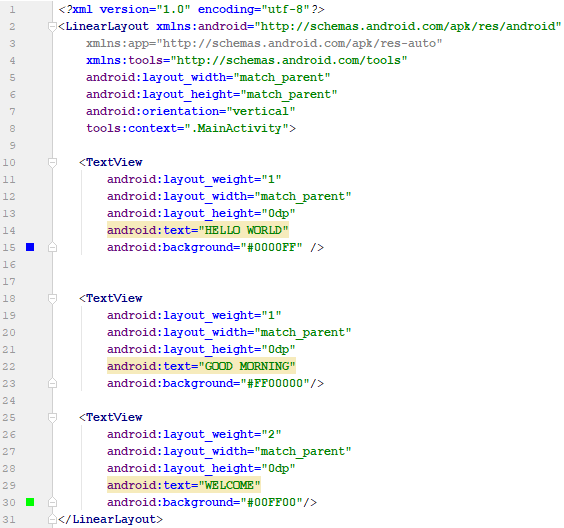 1 <?xml version="1.0" encoding="utf-8"?>
2 <LinearLayout xmlns:android="http://schemas.android.com/apk/res/android"
3     xmlns:app="http://schemas.android.com/apk/res-auto"
4     xmlns:tools="http://schemas.android.com/tools"
5     android:layout_width="match_parent"
6     android:layout_height="match_parent"
7     android:orientation="vertical"
8     tools:context=".MainActivity">
9
10    <TextView
11        android:layout_weight="1"
12        android:layout_width="match_parent"
13        android:layout_height="0dp"
14        android:text="HELLO WORLD"
15        android:background="#0000FF" />
16
17
18    <TextView
19        android:layout_weight="1"
20        android:layout_width="match_parent"
21        android:layout_height="0dp"
22        android:text="GOOD MORNING"
23        android:background="#FF00000"/>
24
25    <TextView
26        android:layout_weight="2"
27        android:layout_width="match_parent"
28        android:layout_height="0dp"
29        android:text="WELCOME"
30        android:background="#00FF00"/>
31 </LinearLayout>